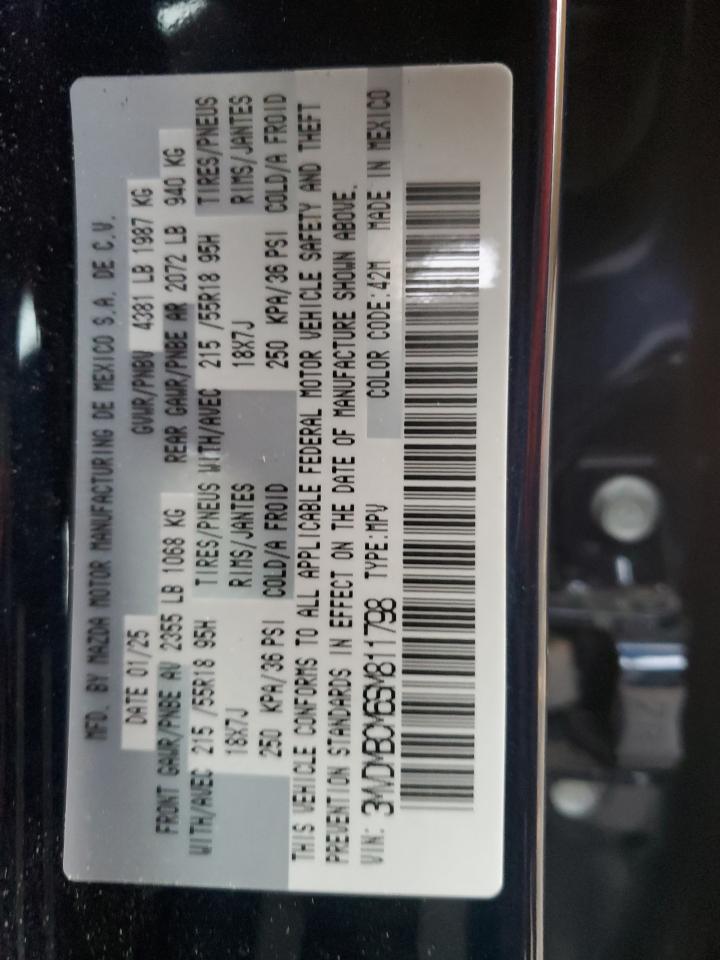 MFD. BY MAZDA MOTOR MANUFACTURING DE MEXICO S.A. DE C.V.
DATE 01/25 GVWR/PNBV 4381 LB 1987 KG
FRONT GAWR/PNBE AV 2355 LB 1068 KG REAR GAWR/PNBE AR 2072 LB 940 KG
WITH/AVEC 215 /55R18 95H TIRES/PNEUS WITH/AVEC 215 /55R18 95H TIRES/PNEUS
18X7J RIMS/JANTES 18X7J RIMS/JANTES
250 KPA/36 PSI COLD/A FROID 250 KPA/36 PSI COLD/A FROID
THIS VEHICLE CONFORMS TO ALL APPLICABLE FEDERAL MOTOR VEHICLE SAFETY AND THEFT
PREVENTION STANDARDS IN EFFECT ON THE DATE OF MANUFACTURE SHOWN ABOVE.
VIN: 3MVDMBCM6SM811798 TYPE:MPV COLOR CODE:42M MADE IN MEXICO